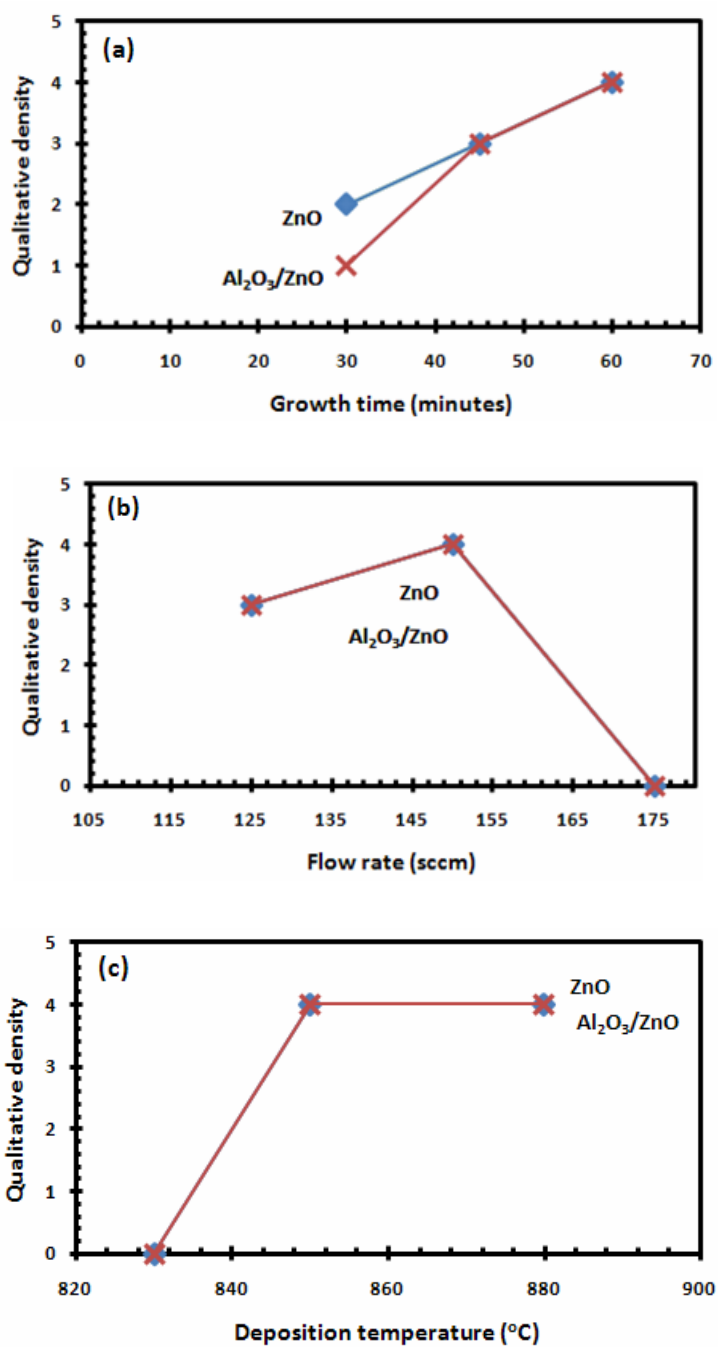 (a)
Qualitative density
5
4
3
2
1
0
ZnO
Al₂O₃/ZnO
0 10 20 30 40 50 60 70
Growth time (minutes)
(b)
Qualitative density
5
4
3
2
1
0
ZnO
Al₂O₃/ZnO
105 115 125 135 145 155 165 175
Flow rate (sccm)
(c)
Qualitative density
5
4
3
2
1
0
ZnO
Al₂O₃/ZnO
820 840 860 880 900
Deposition temperature (°C)